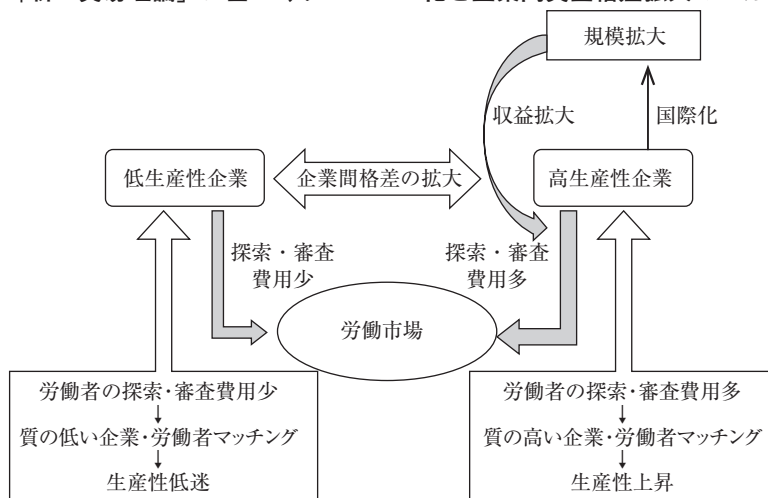 規模拡大
収益拡大
国際化
低生産性企業
企業間格差の拡大
高生産性企業
探索・審査
費用少
探索・審査
費用多
労働市場
労働者の探索・審査費用少
質の低い企業・労働者マッチング
生産性低迷
労働者の探索・審査費用多
質の高い企業・労働者マッチング
生産性上昇